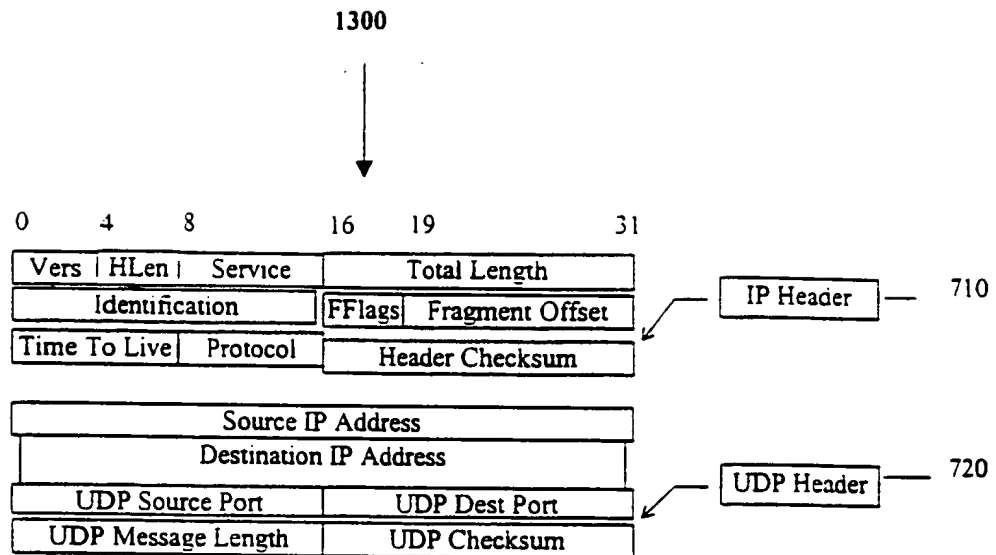 1300
0 4 8 16 19 31
Vers HLen Service Total Length
Identification FFlags Fragment Offset IP Header 710
Time To Live Protocol Header Checksum
Source IP Address
Destination IP Address
UDP Header 720
UDP Source Port UDP Dest Port
UDP Message Length UDP Checksum